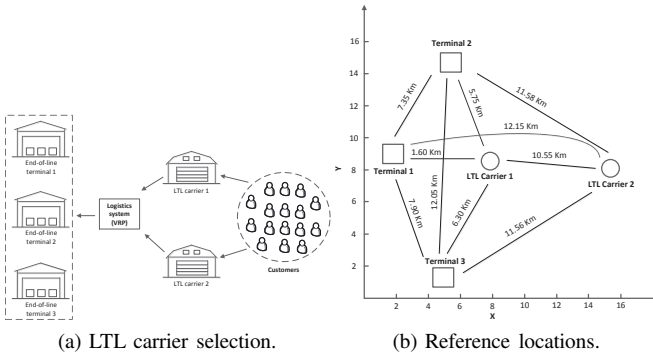 End-of-line
terminal 1
End-of-line
terminal 2
End-of-line
terminal 3
Logistics
system
(VRP)
LTL carrier 1
LTL carrier 2
Customers
(a) LTL carrier selection.
Y
16
14
12
10
8
6
4
2
2
4
6
8
10
12
14
16
X
Terminal 2
7.35 Km
5.75 Km
11.58 Km
12.15 Km
1.60 Km
10.55 Km
Terminal 1
LTL Carrier 1
LTL Carrier 2
7.90 Km
12.05 Km
6.30 Km
11.56 Km
Terminal 3
(b) Reference locations.